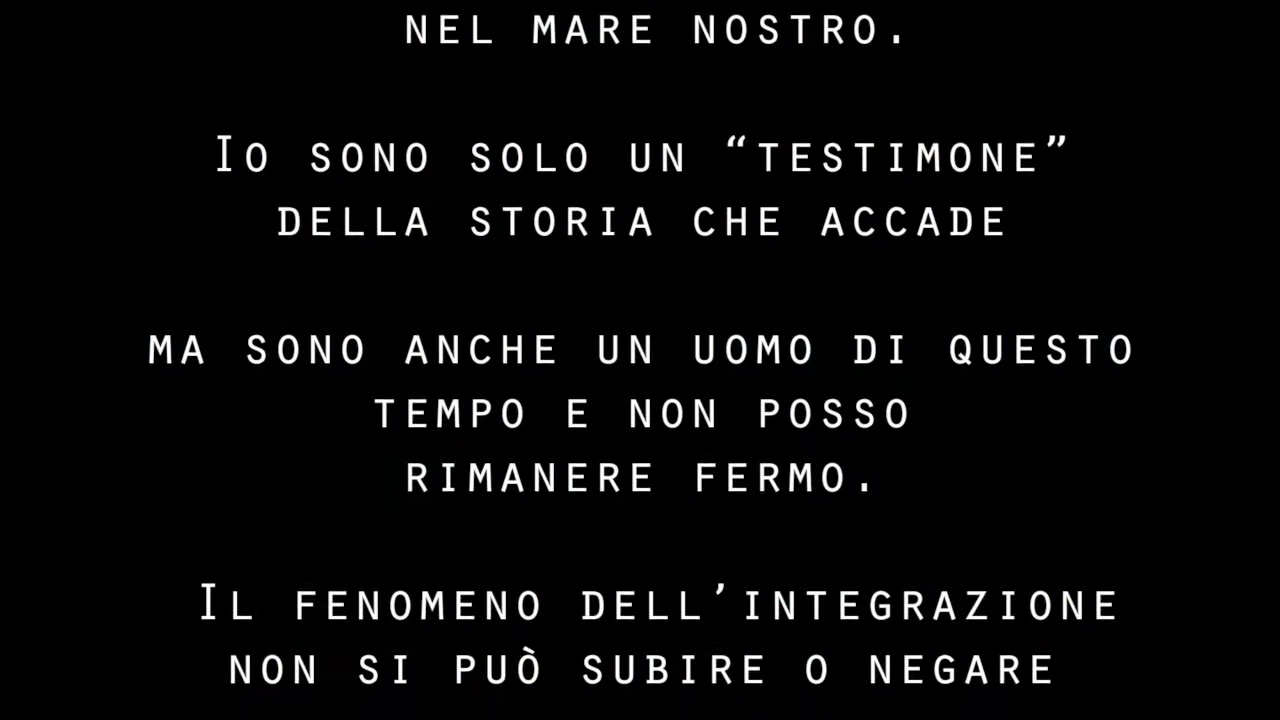 NEL MARE NOSTRO.
IO SONO SOLO UN “TESTIMONE”
DELLA STORIA CHE ACCADE
MA SONO ANCHE UN UOMO DI QUESTO
TEMPO E NON POSSO
RIMANERE FERMO.
IL FENOMENO DELL’INTEGRAZIONE
NON SI PUÒ SUBIRE O NEGARE